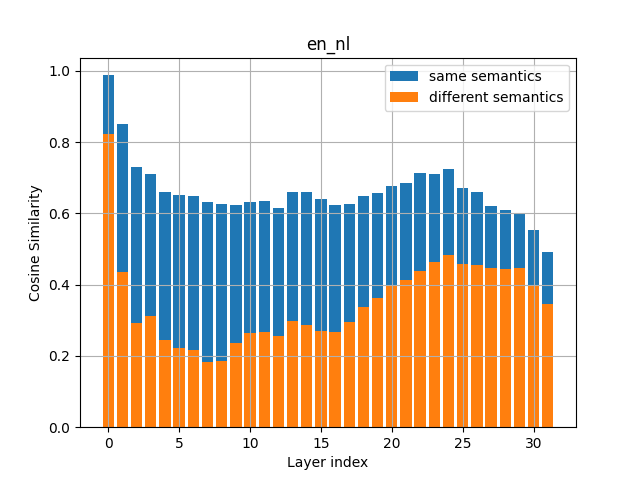 en_nl
same semantics
different semantics
Cosine Similarity
1.0
0.8
0.6
0.4
0.2
0.0
0 5 10 15 20 25 30
Layer index